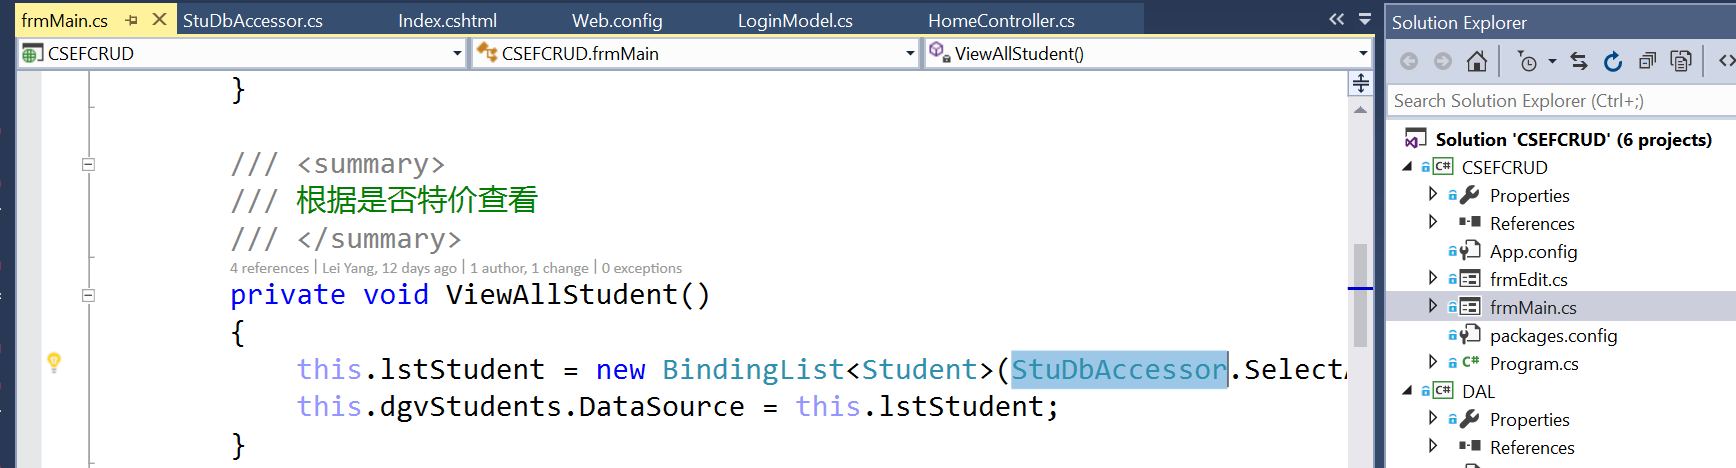 frmMain.cs
StuDbAccessor.cs
Index.cshtml
Web.config
LoginModel.cs
HomeController.cs
CSEFCRUD
CSEFCRUD.frmMain
ViewAllStudent()
}
/// <summary>
/// 根据是否特价查看
/// </summary>
4 references | Lei Yang, 12 days ago | 1 author, 1 change | 0 exceptions
private void ViewAllStudent()
{
this.lstStudent = new BindingList<Student>(StuDbAccessor.Select
this.dgvStudents.DataSource = this.lstStudent;
}
Solution Explorer
Search Solution Explorer (Ctrl+;)
Solution 'CSEFCRUD' (6 projects)
C# CSEFCRUD
Properties
References
App.config
frmEdit.cs
frmMain.cs
packages.config
C# Program.cs
C# DAL
Properties
References